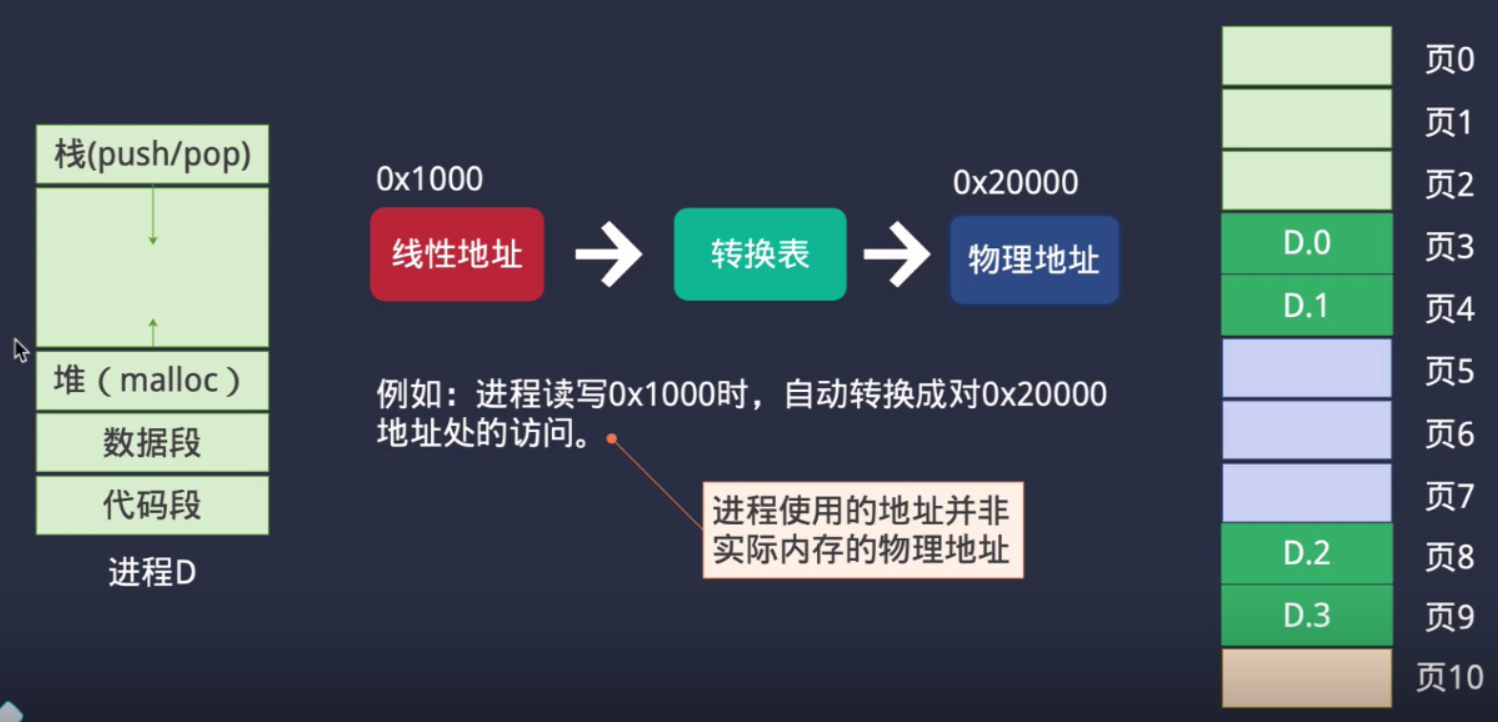 栈(push/pop)
堆（malloc）
数据段
代码段
进程D
0x1000
线性地址
转换表
0x20000
物理地址
例如：进程读写0x1000时，自动转换成对0x20000
地址处的访问。
进程使用的地址并非
实际内存的物理地址
页0
页1
页2
D.0 页3
D.1 页4
页5
页6
页7
D.2 页8
D.3 页9
页10